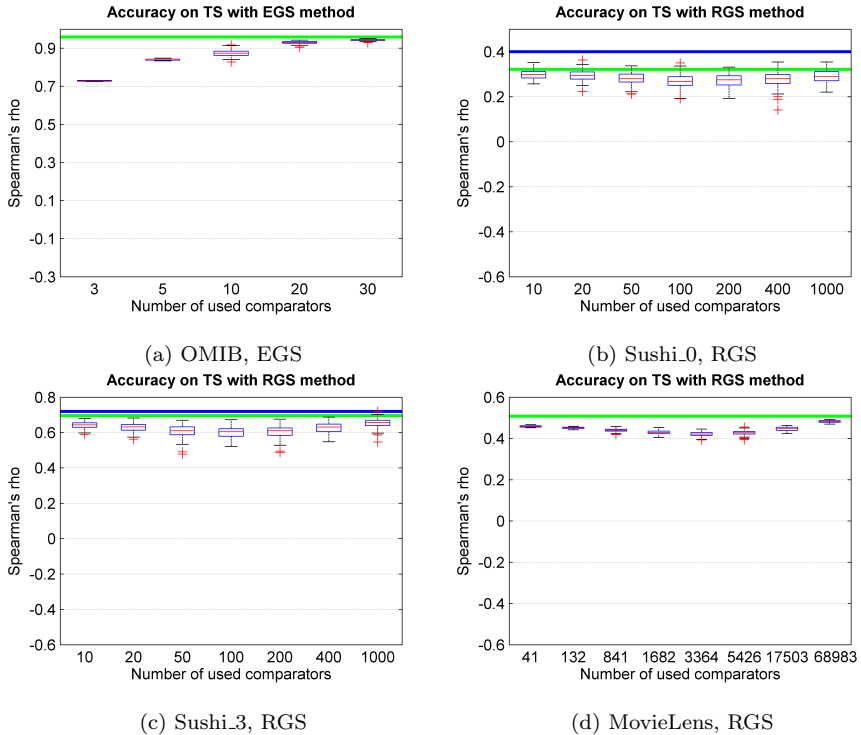 Accuracy on TS with EGS method
0.9
0.7
0.5
0.3
0.1
-0.1
-0.3
Spearman's rho
3 5 10 20 30
Number of used comparators
(a) OMIB, EGS
Accuracy on TS with RGS method
0.4
0.2
0
-0.2
-0.4
-0.6
Spearman's rho
10 20 50 100 200 400 1000
Number of used comparators
(b) Sushi_0, RGS
Accuracy on TS with RGS method
0.8
0.6
0.4
0.2
0
-0.2
-0.4
-0.6
Spearman's rho
10 20 50 100 200 400 1000
Number of used comparators
(c) Sushi_3, RGS
Accuracy on TS with RGS method
0.6
0.4
0.2
0
-0.2
-0.4
-0.6
Spearman's rho
41 132 841 1682 3364 5426 17503 68983
Number of used comparators
(d) MovieLens, RGS